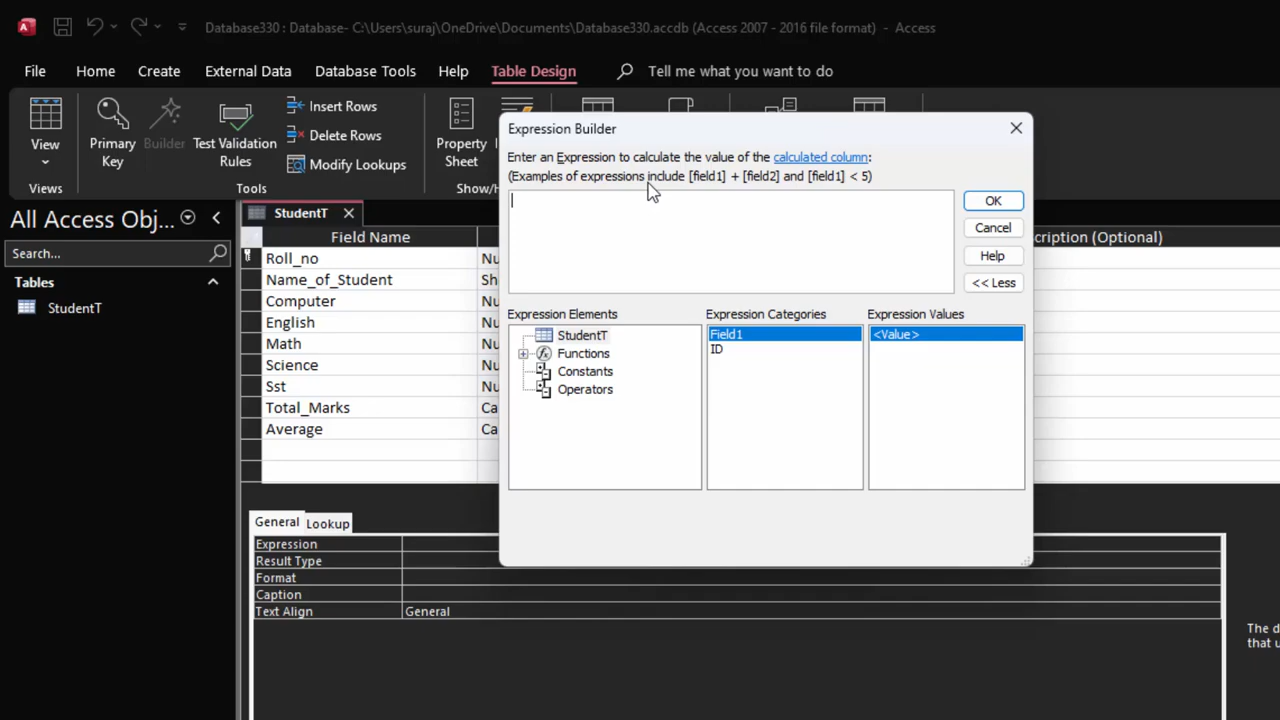 Database330 : Database- C:\Users\suraj\OneDrive\Documents\Database330.accdb (Access 2007 - 2016 file format) - Access
File Home Create External Data Database Tools Help Table Design Tell me what you want to do
View
Primary Key
Builder
Test Validation Rules
Insert Rows
Delete Rows
Modify Lookups
Property Sheet
Views
Tools
Show/
All Access Obj...
Search...
Tables
StudentT
StudentT
Field Name
cription (Optional)
Roll_no Nu
Name_of_Student Sh
Computer Nu
English Nu
Math Nu
Science Nu
Sst Nu
Total_Marks Ca
Average Ca
Expression Builder
Enter an Expression to calculate the value of the calculated column:
(Examples of expressions include [field1] + [field2] and [field1] < 5)
OK
Cancel
Help
<< Less
Expression Elements
StudentT
Functions
Constants
Operators
Expression Categories
Field1
ID
Expression Values
<Value>
General Lookup
Expression
Result Type
Format
Caption
Text Align General
The d
that u